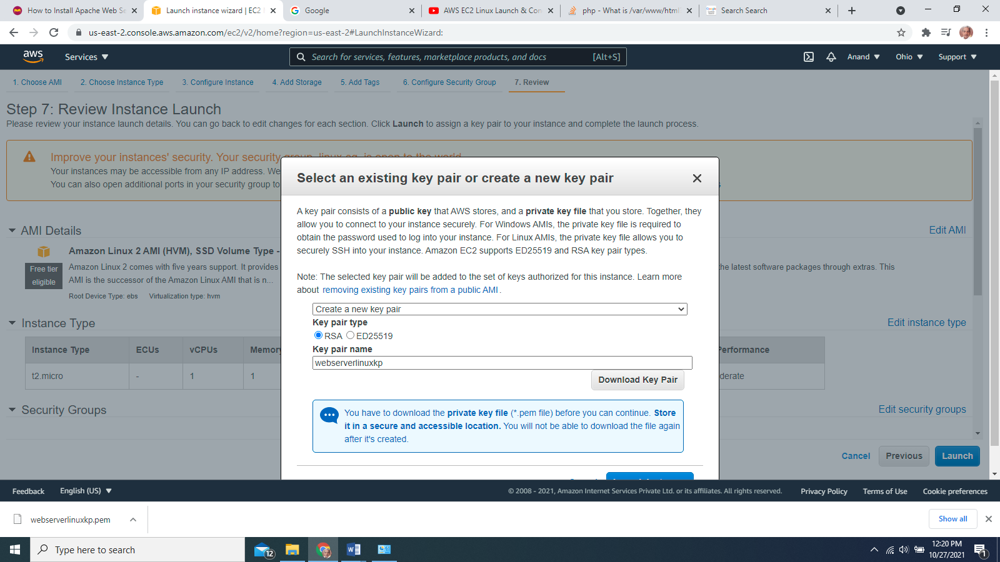 How to Install Apache Web Se
Launch instance wizard | EC2
Google
AWS EC2 Linux Launch & Con
php - What is /var/www/html
Search Search
us-east-2.console.aws.amazon.com/ec2/v2/home?region=us-east-2#LaunchInstanceWizard:
aws
Services
Search for services, features, marketplace products, and docs
[Alt+S]
Anand
Ohio
Support
1. Choose AMI
2. Choose Instance Type
3. Configure Instance
4. Add Storage
5. Add Tags
6. Configure Security Group
7. Review
Step 7: Review Instance Launch
Please review your instance launch details. You can go back to edit changes for each section. Click Launch to assign a key pair to your instance and complete the launch process.
Improve your instances' security. Your security group, linux-sg, is open to the world.
Your instances may be accessible from any IP address. We
You can also open additional ports in your security group to
Select an existing key pair or create a new key pair
A key pair consists of a public key that AWS stores, and a private key file that you store. Together, they
allow you to connect to your instance securely. For Windows AMIs, the private key file is required to
obtain the password used to log into your instance. For Linux AMIs, the private key file allows you to
securely SSH into your instance. Amazon EC2 supports ED25519 and RSA key pair types.
Note: The selected key pair will be added to the set of keys authorized for this instance. Learn more
about removing existing key pairs from a public AMI.
Create a new key pair
Key pair type
RSA
ED25519
Key pair name
webserverlinuxkp
Download Key Pair
You have to download the private key file (*.pem file) before you can continue. Store
it in a secure and accessible location. You will not be able to download the file again
after it's created.
AMI Details
Edit AMI
Amazon Linux 2 AMI (HVM), SSD Volume Type -
Free tier
eligible
Amazon Linux 2 comes with five years support. It provides
he latest software packages through extras. This
AMI is the successor of the Amazon Linux AMI that is n...
Root Device Type: ebs
Virtualization type: hvm
Instance Type
Edit instance type
Instance Type
ECUs
vCPUs
Memory
Performance
t2.micro
-
1
1
derate
Security Groups
Edit security groups
Cancel
Previous
Launch
Feedback
English (US)
© 2008 - 2021, Amazon Internet Services Private Ltd. or its affiliates. All rights reserved.
Privacy Policy
Terms of Use
Cookie preferences
webserverlinuxkp.pem
Show all
Type here to search
12
12:20 PM
10/27/2021
1